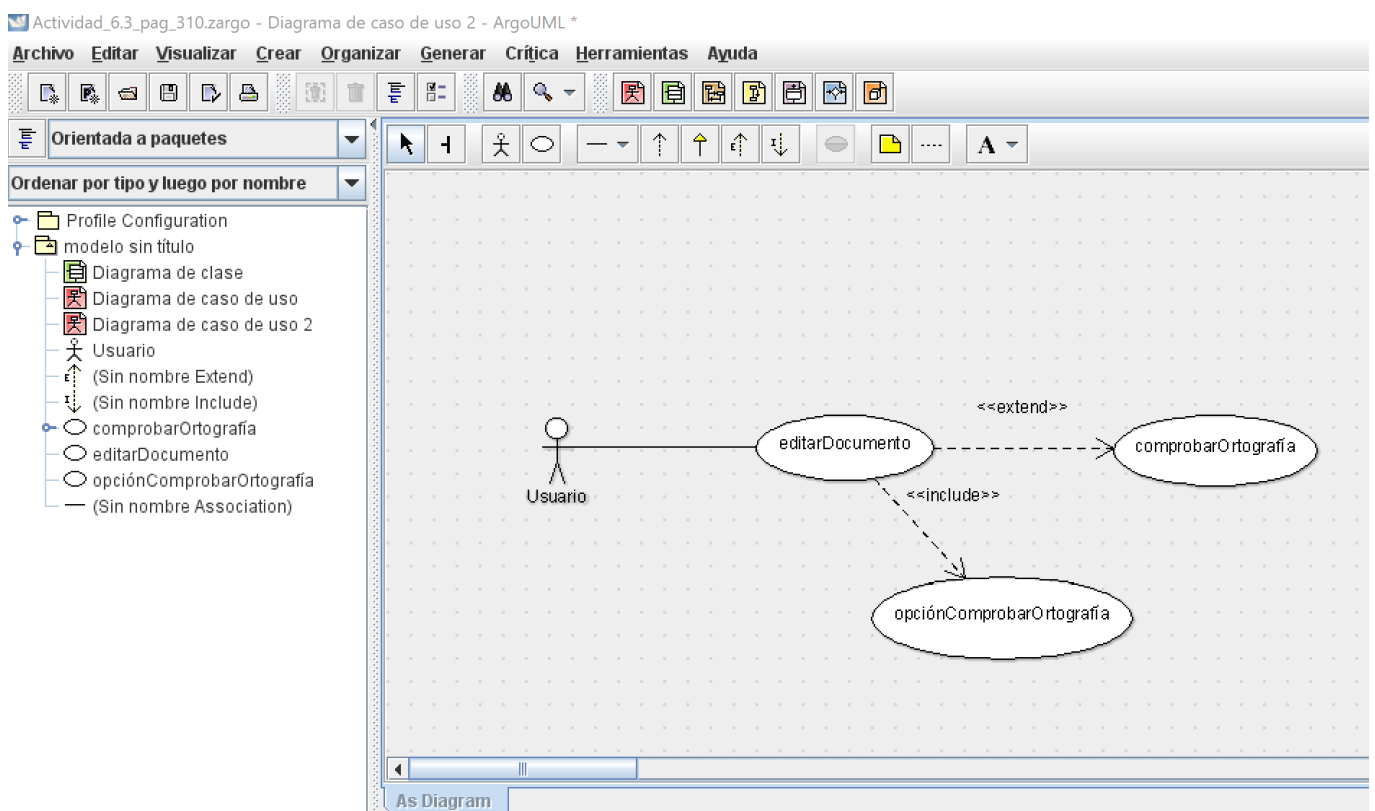 Actividad_6.3_pag_310.zargo - Diagrama de caso de uso 2 - ArgoUML *
Archivo Editar Visualizar Crear Organizar Generar Crítica Herramientas Ayuda
Orientada a paquetes
A
Ordenar por tipo y luego por nombre
Profile Configuration
modelo sin título
Diagrama de clase
Diagrama de caso de uso
Diagrama de caso de uso 2
Usuario
(Sin nombre Extend)
(Sin nombre Include)
comprobarOrtografía
editarDocumento
opciónComprobarOrtografía
(Sin nombre Association)
<<extend>>
editarDocumento
comprobarOrtografía
Usuario
<<include>>
opciónComprobarOrtografía
As Diagram